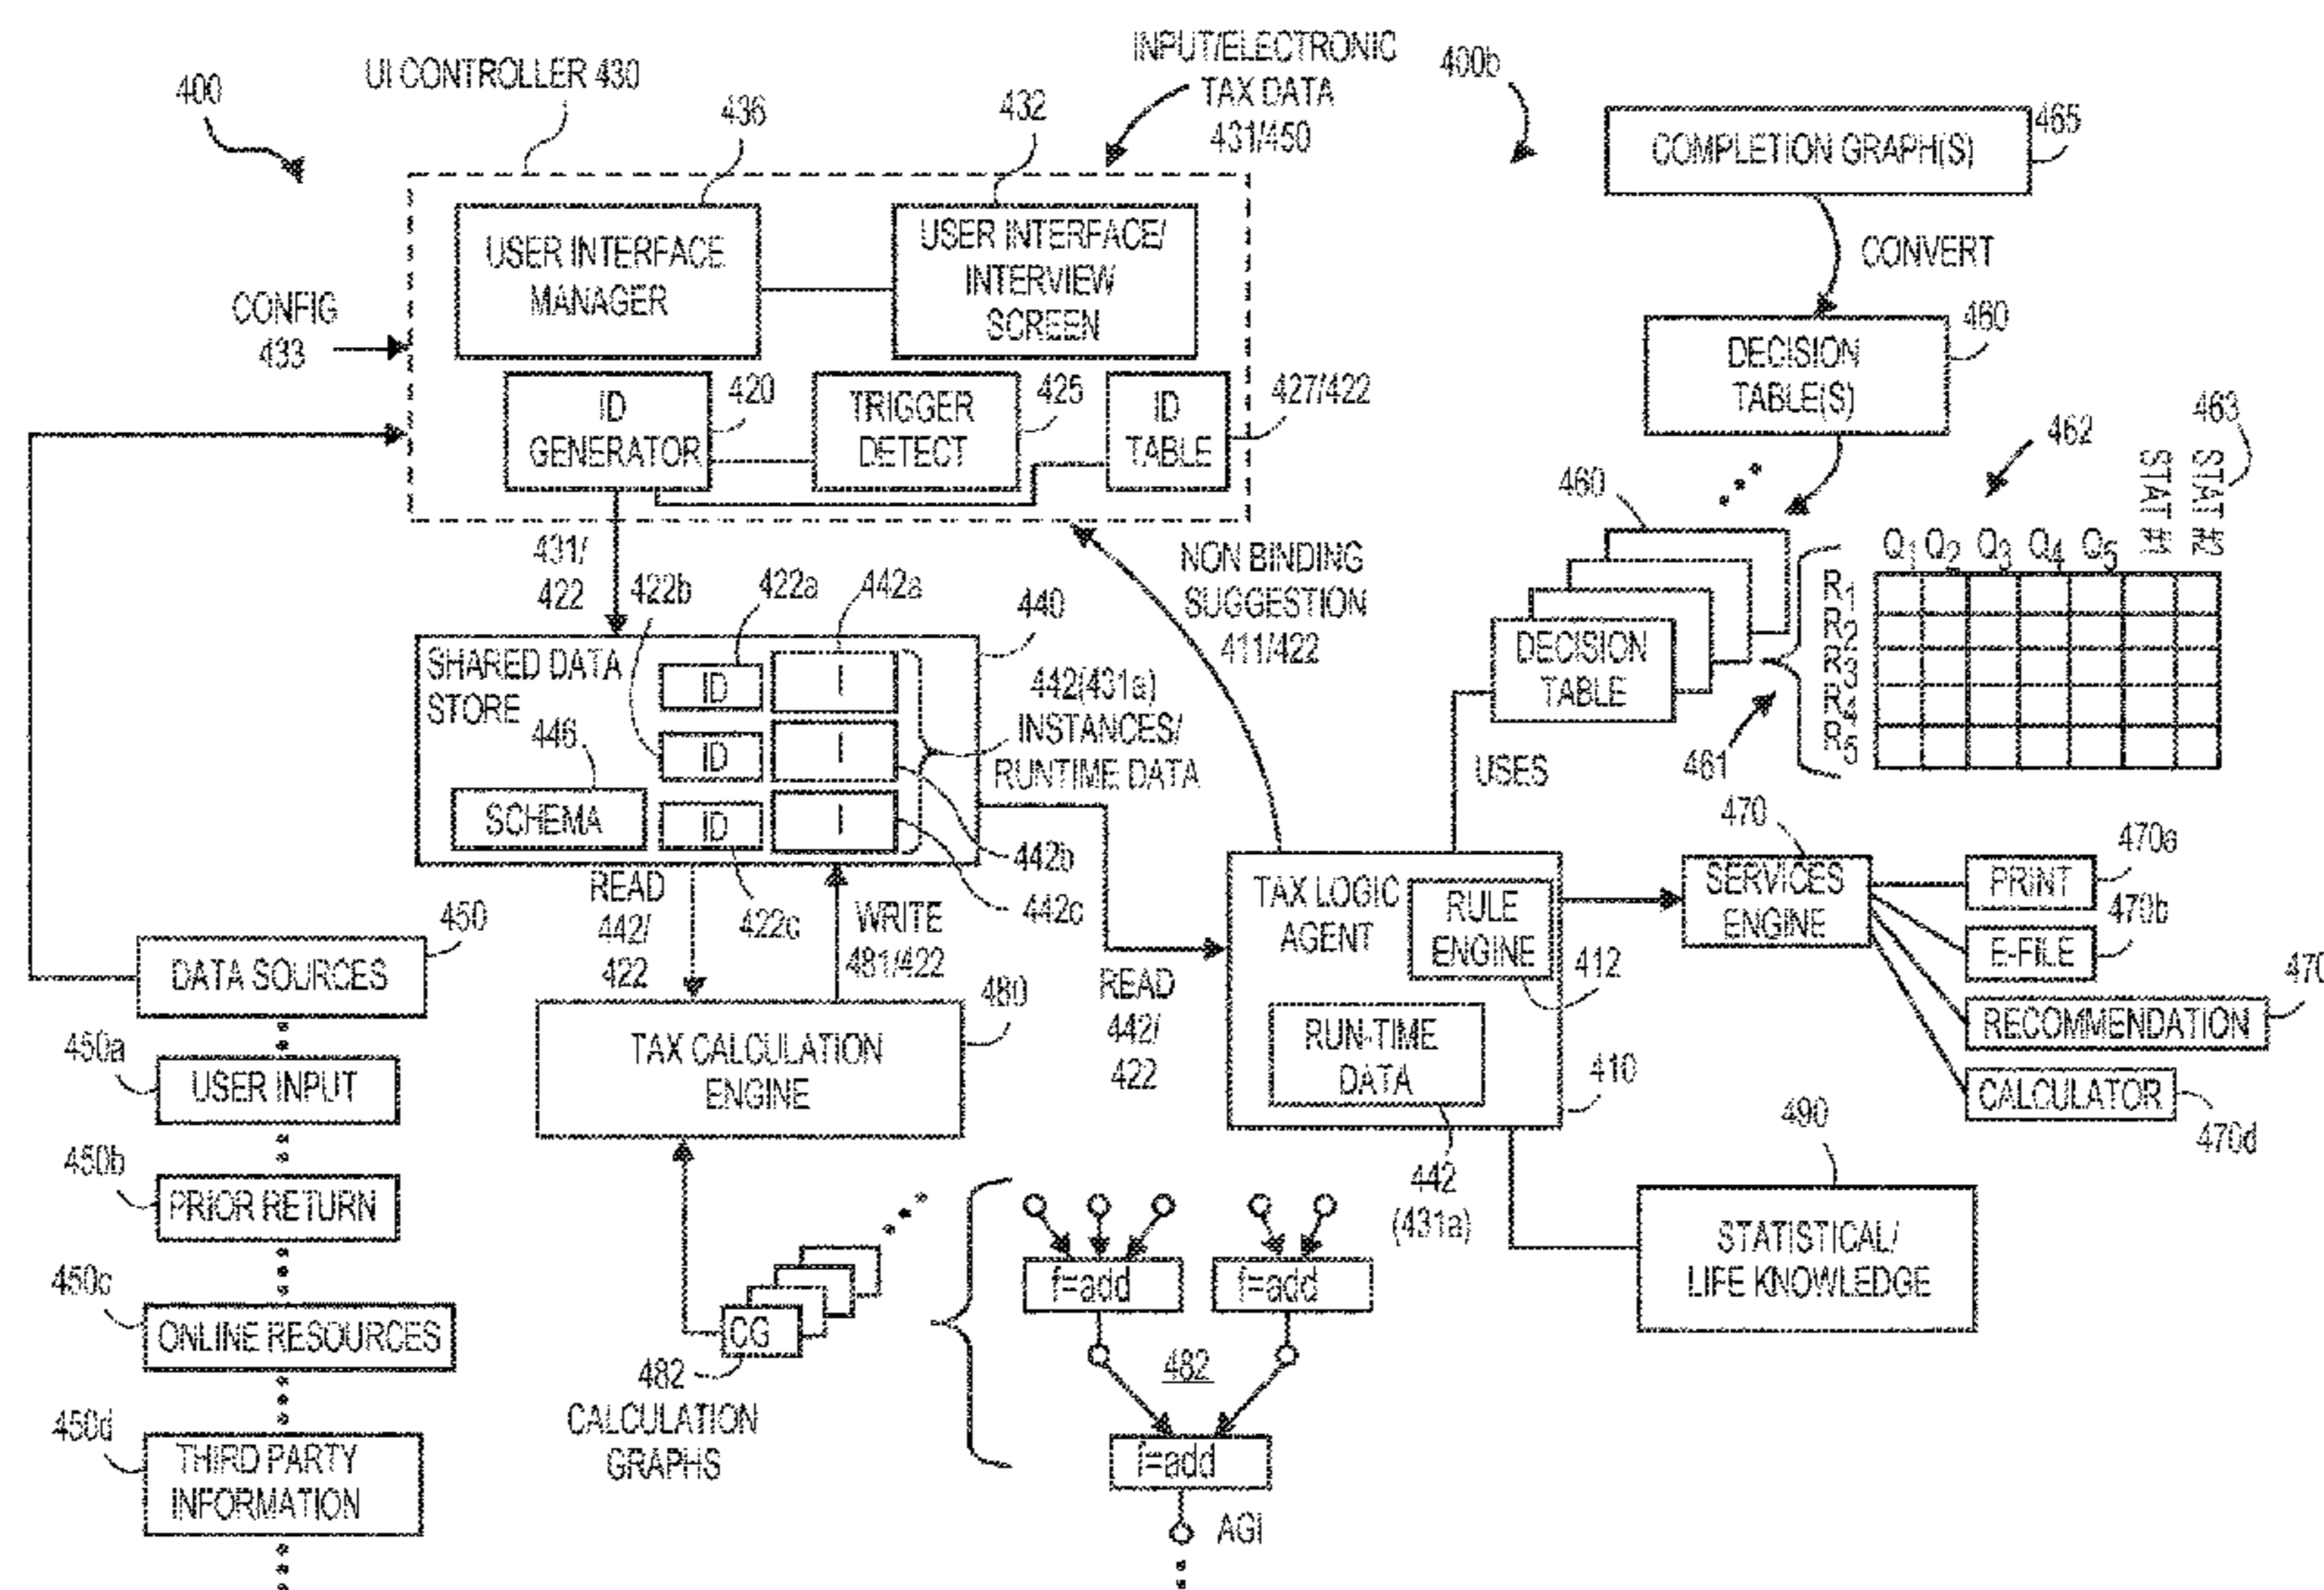 400
UI CONTROLLER 430
436
432
INPUT/ELECTRONIC
TAX DATA
431/450
400b
COMPLETION GRAPH(S)
465
CONVERT
USER INTERFACE
MANAGER
USER INTERFACE/
INTERVIEW
SCREEN
CONFIG
433
ID
GENERATOR
420
TRIGGER
DETECT
425
ID
TABLE
427/422
DECISION
TABLE(S)
460
462
463
STAT #1
STAT #2
Q1 Q2 Q3 Q4 Q5
R1
R2
R3
R4
R5
460
DECISION
TABLE
461
USES
431/
422
422b
422a
442a
440
NON BINDING
SUGGESTION
411/422
SHARED DATA
STORE
446
SCHEMA
ID
ID
ID
I
I
I
442(431a)
INSTANCES/
RUNTIME DATA
442b
442c
422c
READ
442/
422
WRITE
481/422
READ
442/
422
TAX CALCULATION
ENGINE
480
TAX LOGIC
AGENT
RULE
ENGINE
412
RUN-TIME
DATA
410
442
(431a)
470
SERVICES
ENGINE
PRINT
470a
E-FILE
470b
RECOMMENDATION
470
CALCULATOR
470d
490
STATISTICAL/
LIFE KNOWLEDGE
450
DATA SOURCES
450a
USER INPUT
450b
PRIOR RETURN
450c
ONLINE RESOURCES
450d
THIRD PARTY
INFORMATION
CG
482
CALCULATION
GRAPHS
f=add
f=add
482
f=add
AGI